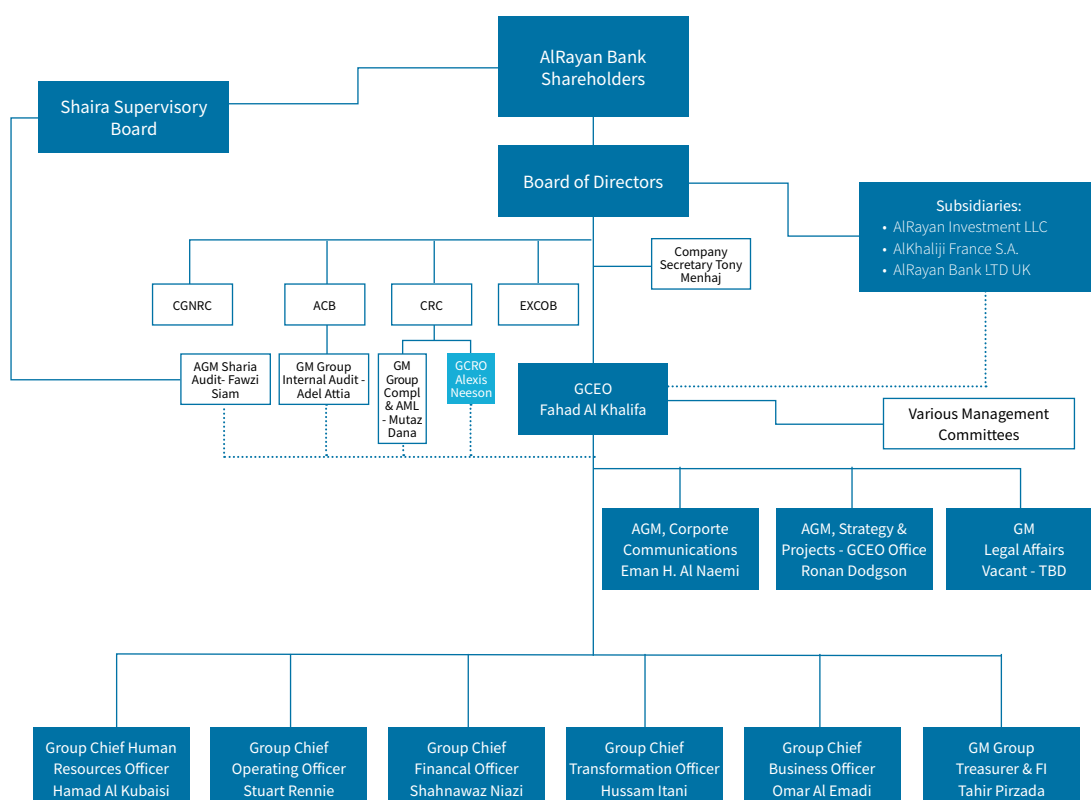 AlRayan Bank
Shareholders
Shaira Supervisory
Board
Board of Directors
Subsidiaries:
• AlRayan Investment LLC
• AlKhaliji France S.A.
• AlRayan Bank LTD UK
Company
Secretary Tony
Menhaj
CGNRC
ACB
CRC
EXCOB
AGM Sharia
Audit- Fawzi
Siam
GM Group
Internal Audit -
Adel Attia
GM
Group
Compl
& AML
- Mutaz
Dana
GCRO
Alexis
Neeson
GCEO
Fahad Al Khalifa
Various Management
Committees
AGM, Corporte
Communications
Eman H. Al Naemi
AGM, Strategy &
Projects - GCEO Office
Ronan Dodgson
GM
Legal Affairs
Vacant - TBD
Group Chief Human
Resources Officer
Hamad Al Kubaisi
Group Chief
Operating Officer
Stuart Rennie
Group Chief
Financal Officer
Shahnawaz Niazi
Group Chief
Transformation Officer
Hussam Itani
Group Chief
Business Officer
Omar Al Emadi
GM Group
Treasurer & FI
Tahir Pirzada